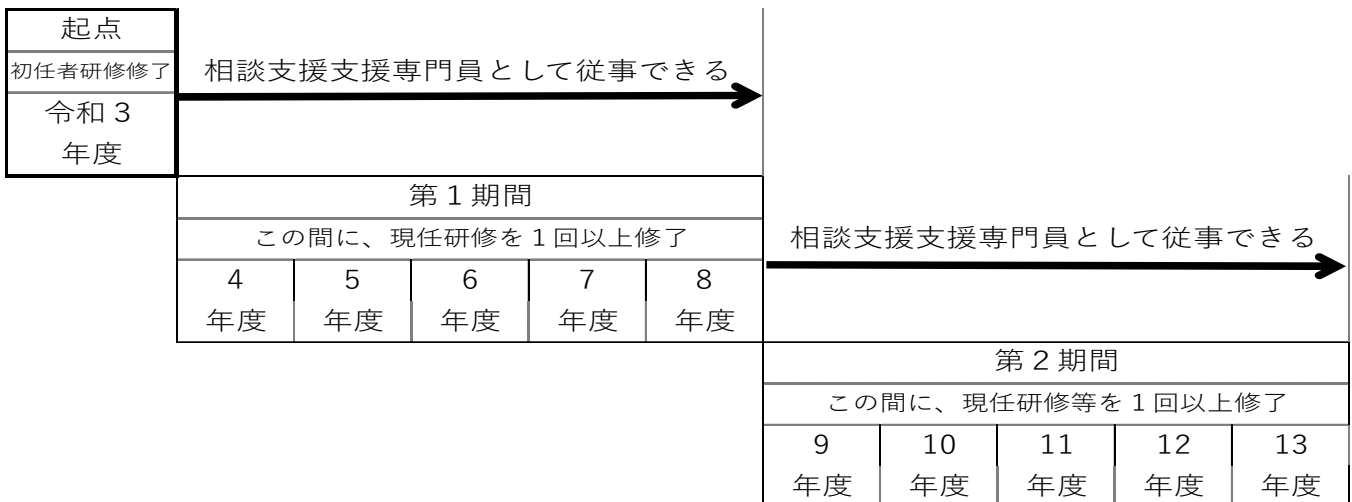 起点
初任者研修修了
令和３
年度
相談支援支援専門員として従事できる
第１期間
この間に、現任研修を１回以上修了
4 5 6 7 8
年度 年度 年度 年度 年度
相談支援支援専門員として従事できる
第２期間
この間に、現任研修等を１回以上修了
9 10 11 12 13
年度 年度 年度 年度 年度